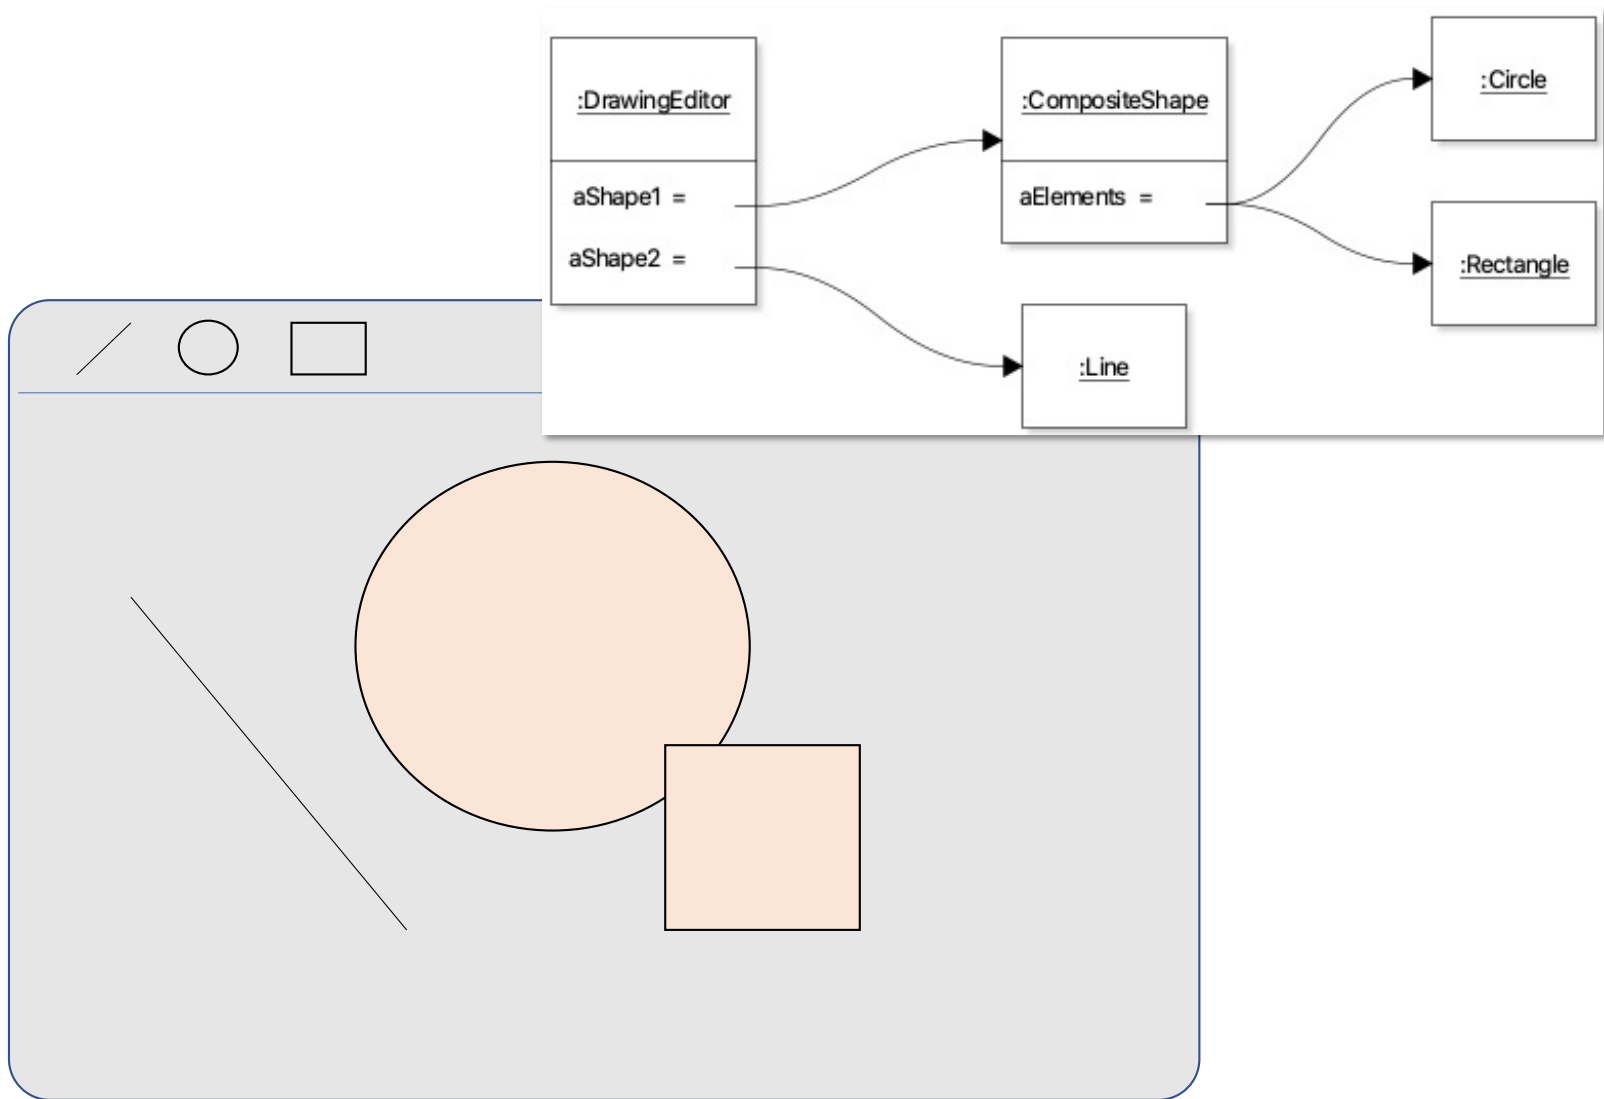 :DrawingEditor
aShape1 =
aShape2 =
:CompositeShape
aElements =
:Line
:Circle
:Rectangle